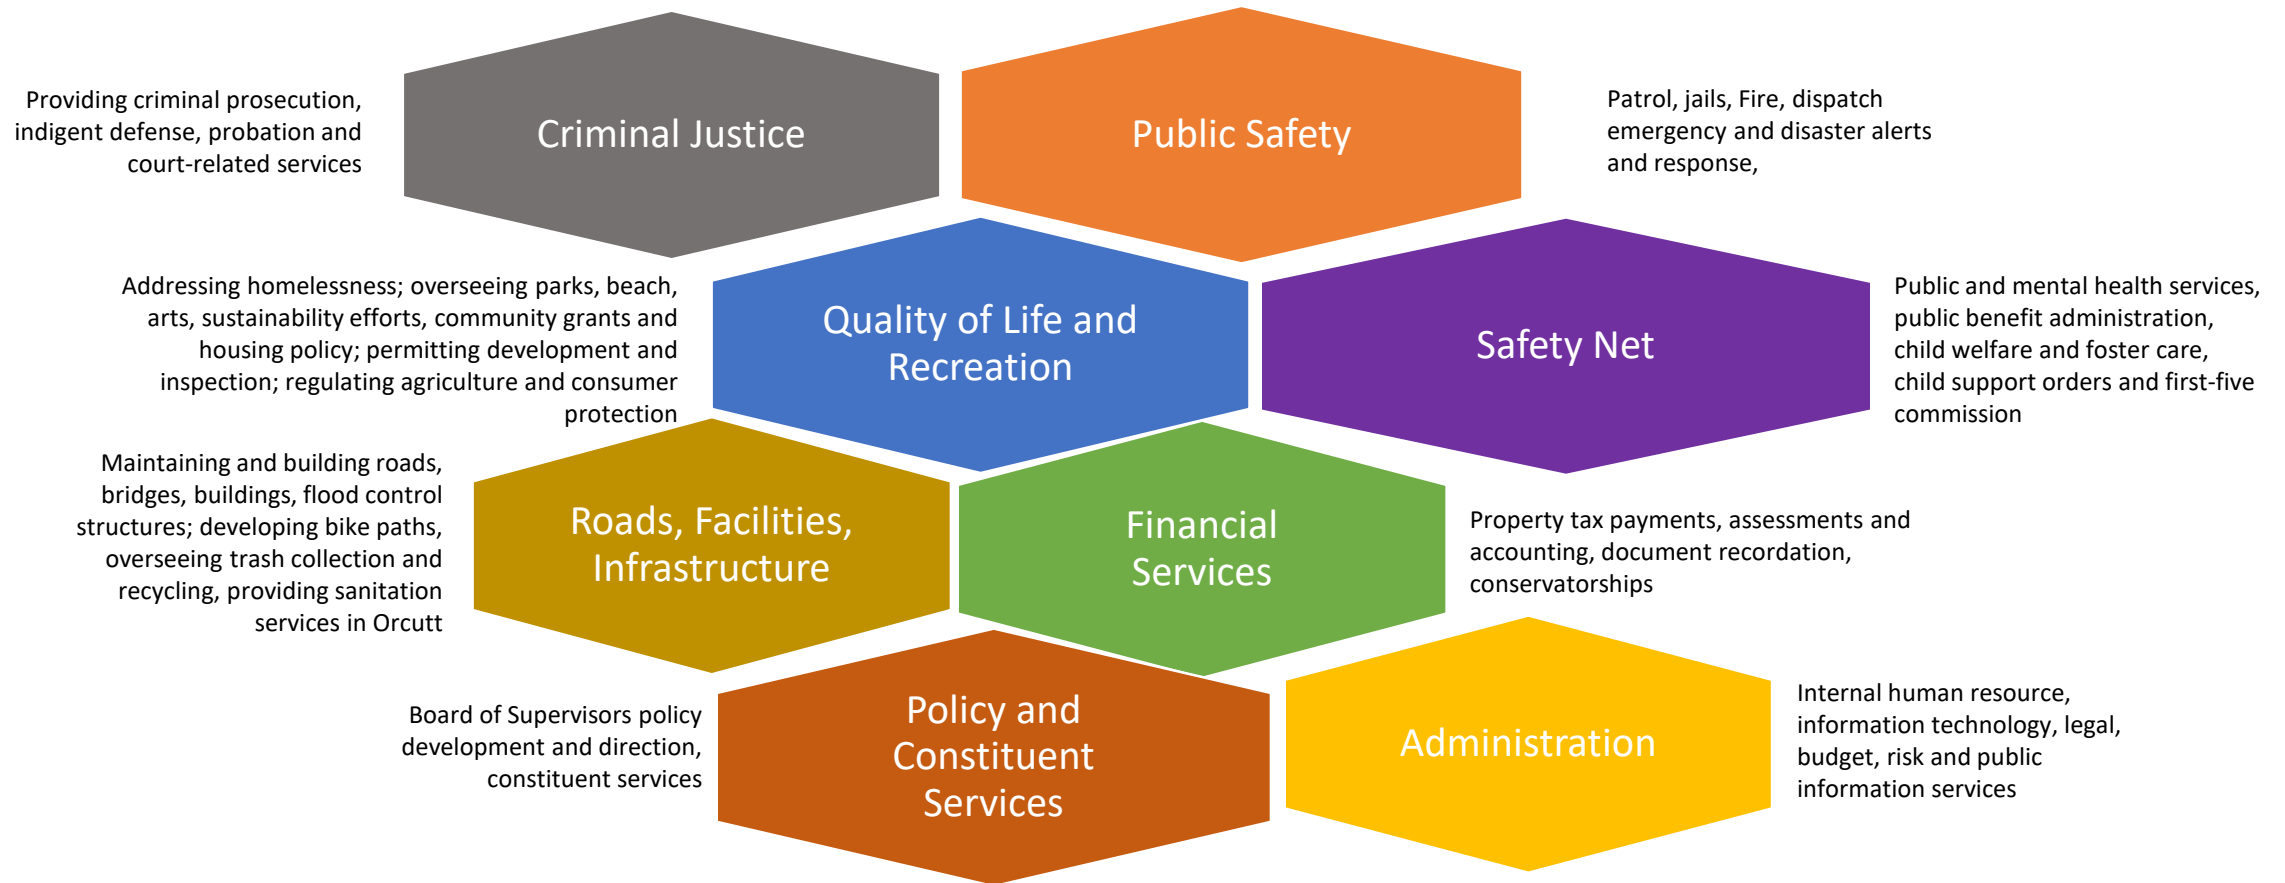 Providing criminal prosecution,
indigent defense, probation and
court-related services
Criminal Justice
Public Safety
Patrol, jails, Fire, dispatch
emergency and disaster alerts
and response,
Addressing homelessness; overseeing parks, beach,
arts, sustainability efforts, community grants and
housing policy; permitting development and
inspection; regulating agriculture and consumer
protection
Quality of Life and
Recreation
Safety Net
Public and mental health services,
public benefit administration,
child welfare and foster care,
child support orders and first-five
commission
Maintaining and building roads,
bridges, buildings, flood control
structures; developing bike paths,
overseeing trash collection and
recycling, providing sanitation
services in Orcutt
Roads, Facilities,
Infrastructure
Financial
Services
Property tax payments, assessments and
accounting, document recordation,
conservatorships
Board of Supervisors policy
development and direction,
constituent services
Policy and
Constituent
Services
Administration
Internal human resource,
information technology, legal,
budget, risk and public
information services